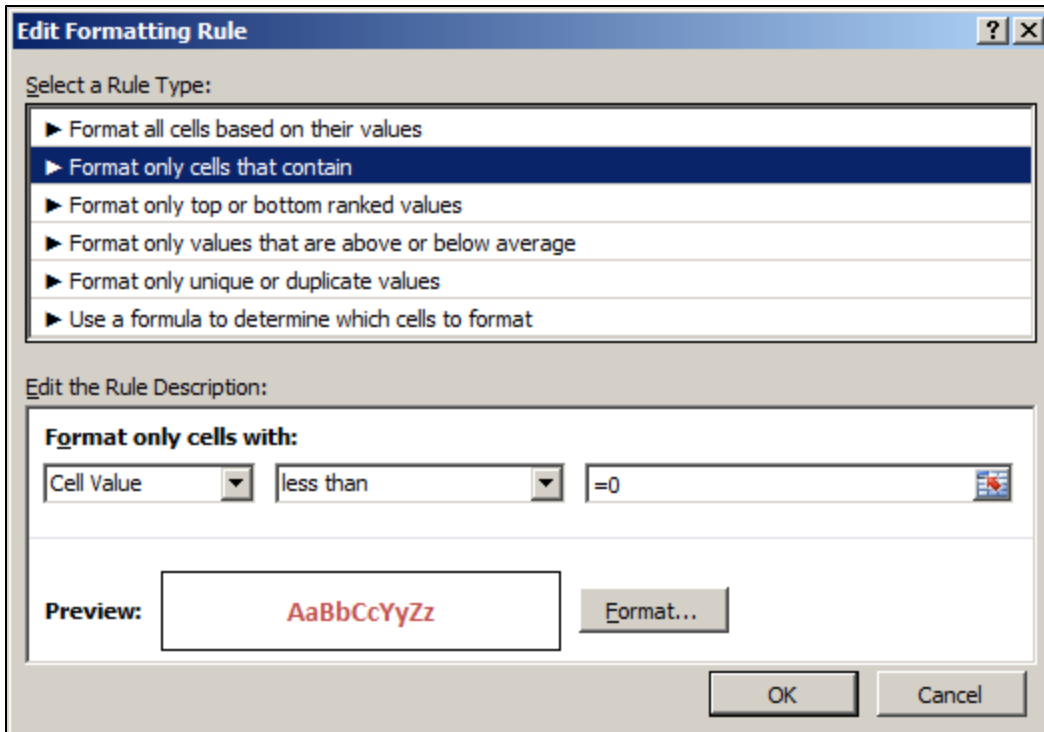 Edit Formatting Rule
Select a Rule Type:
► Format all cells based on their values
► Format only cells that contain
► Format only top or bottom ranked values
► Format only values that are above or below average
► Format only unique or duplicate values
► Use a formula to determine which cells to format
Edit the Rule Description:
Format only cells with:
Cell Value less than =0
Preview: AaBbCcYyZz Format...
OK Cancel